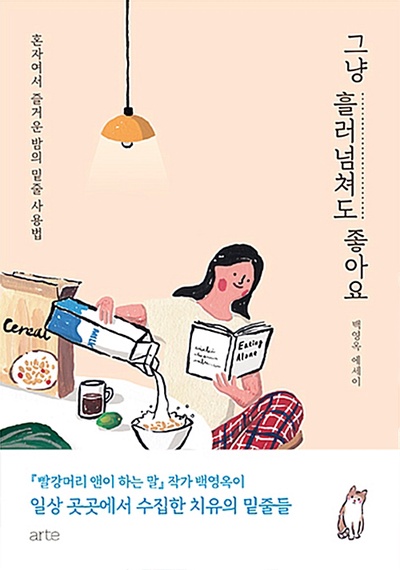 그냥 흘러넘쳐도 좋아요
혼자여서 즐거운 밤의 밑줄 사용법
백영옥 에세이
Cereal
MILK
Eating
Alone
『빨강머리 앤이 하는 말』 작가 백영옥이
일상 곳곳에서 수집한 치유의 밑줄들
arte